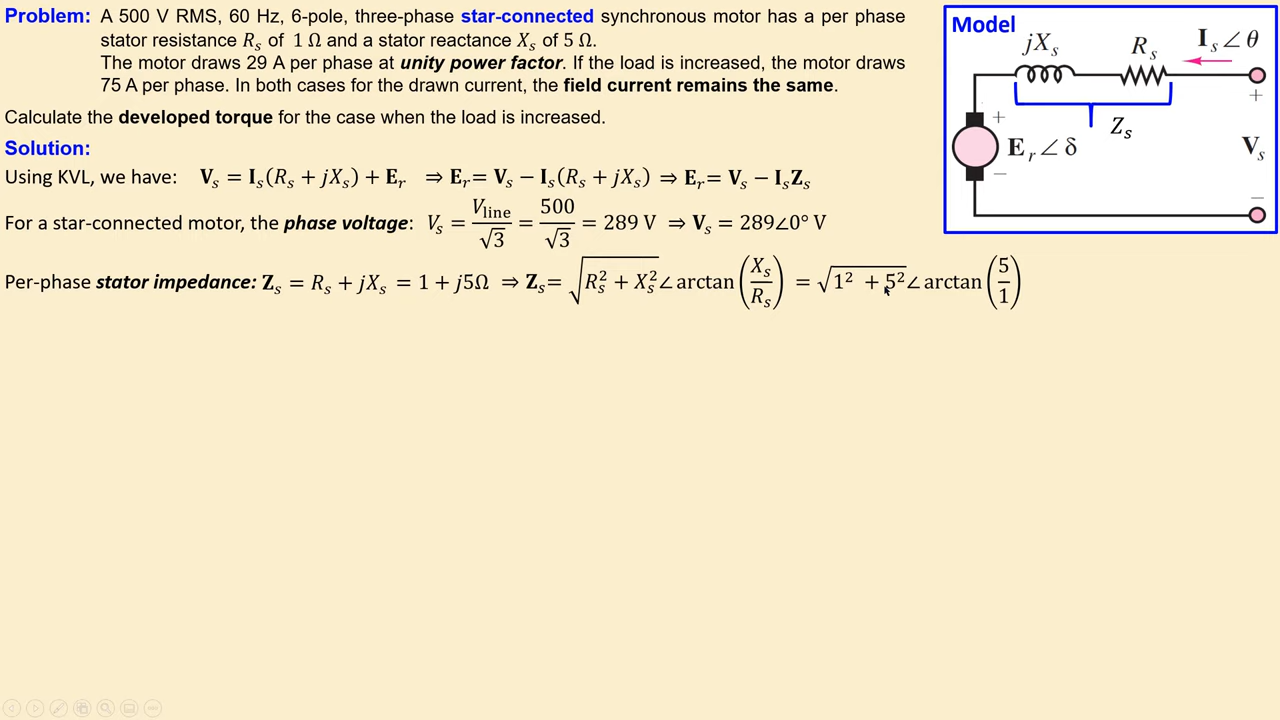 Problem: A 500 V RMS, 60 Hz, 6-pole, three-phase star-connected synchronous motor has a per phase
stator resistance Rₛ of 1 Ω and a stator reactance Xₛ of 5 Ω.
The motor draws 29 A per phase at unity power factor. If the load is increased, the motor draws
75 A per phase. In both cases for the drawn current, the field current remains the same.
Calculate the developed torque for the case when the load is increased.
Solution:
Using KVL, we have: Vₛ = Iₛ(Rₛ + jXₛ) + Eᵣ ⇒ Eᵣ = Vₛ − Iₛ(Rₛ + jXₛ) ⇒ Eᵣ = Vₛ − IₛZₛ
For a star-connected motor, the phase voltage: Vₛ = V_line/√3 = 500/√3 = 289 V ⇒ Vₛ = 289∠0° V
Per-phase stator impedance: Zₛ = Rₛ + jXₛ = 1 + j5Ω ⇒ Zₛ = √(Rₛ² + Xₛ²)∠arctan(Xₛ/Rₛ) = √(1² + 5²)∠arctan(5/1)
Model
jXₛ
Rₛ
Iₛ∠θ
+
Zₛ
+
Eᵣ∠δ
−
Vₛ
−